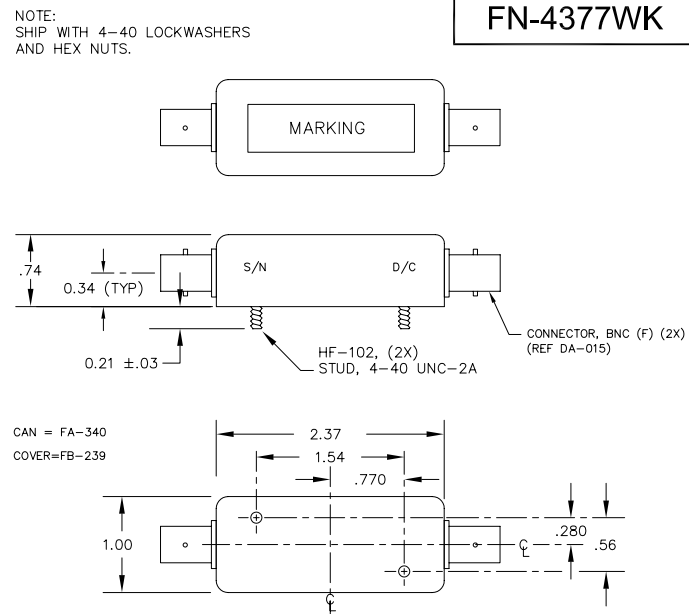 NOTE:
SHIP WITH 4-40 LOCKWASHERS
AND HEX NUTS.
FN-4377WK
MARKING
.74
0.34 (TYP)
S/N
D/C
0.21 ±.03
HF-102, (2X)
STUD, 4-40 UNC-2A
CONNECTOR, BNC (F) (2X)
(REF DA-015)
CAN = FA-340
COVER=FB-239
2.37
1.54
.770
1.00
.280
.56
℄
℄